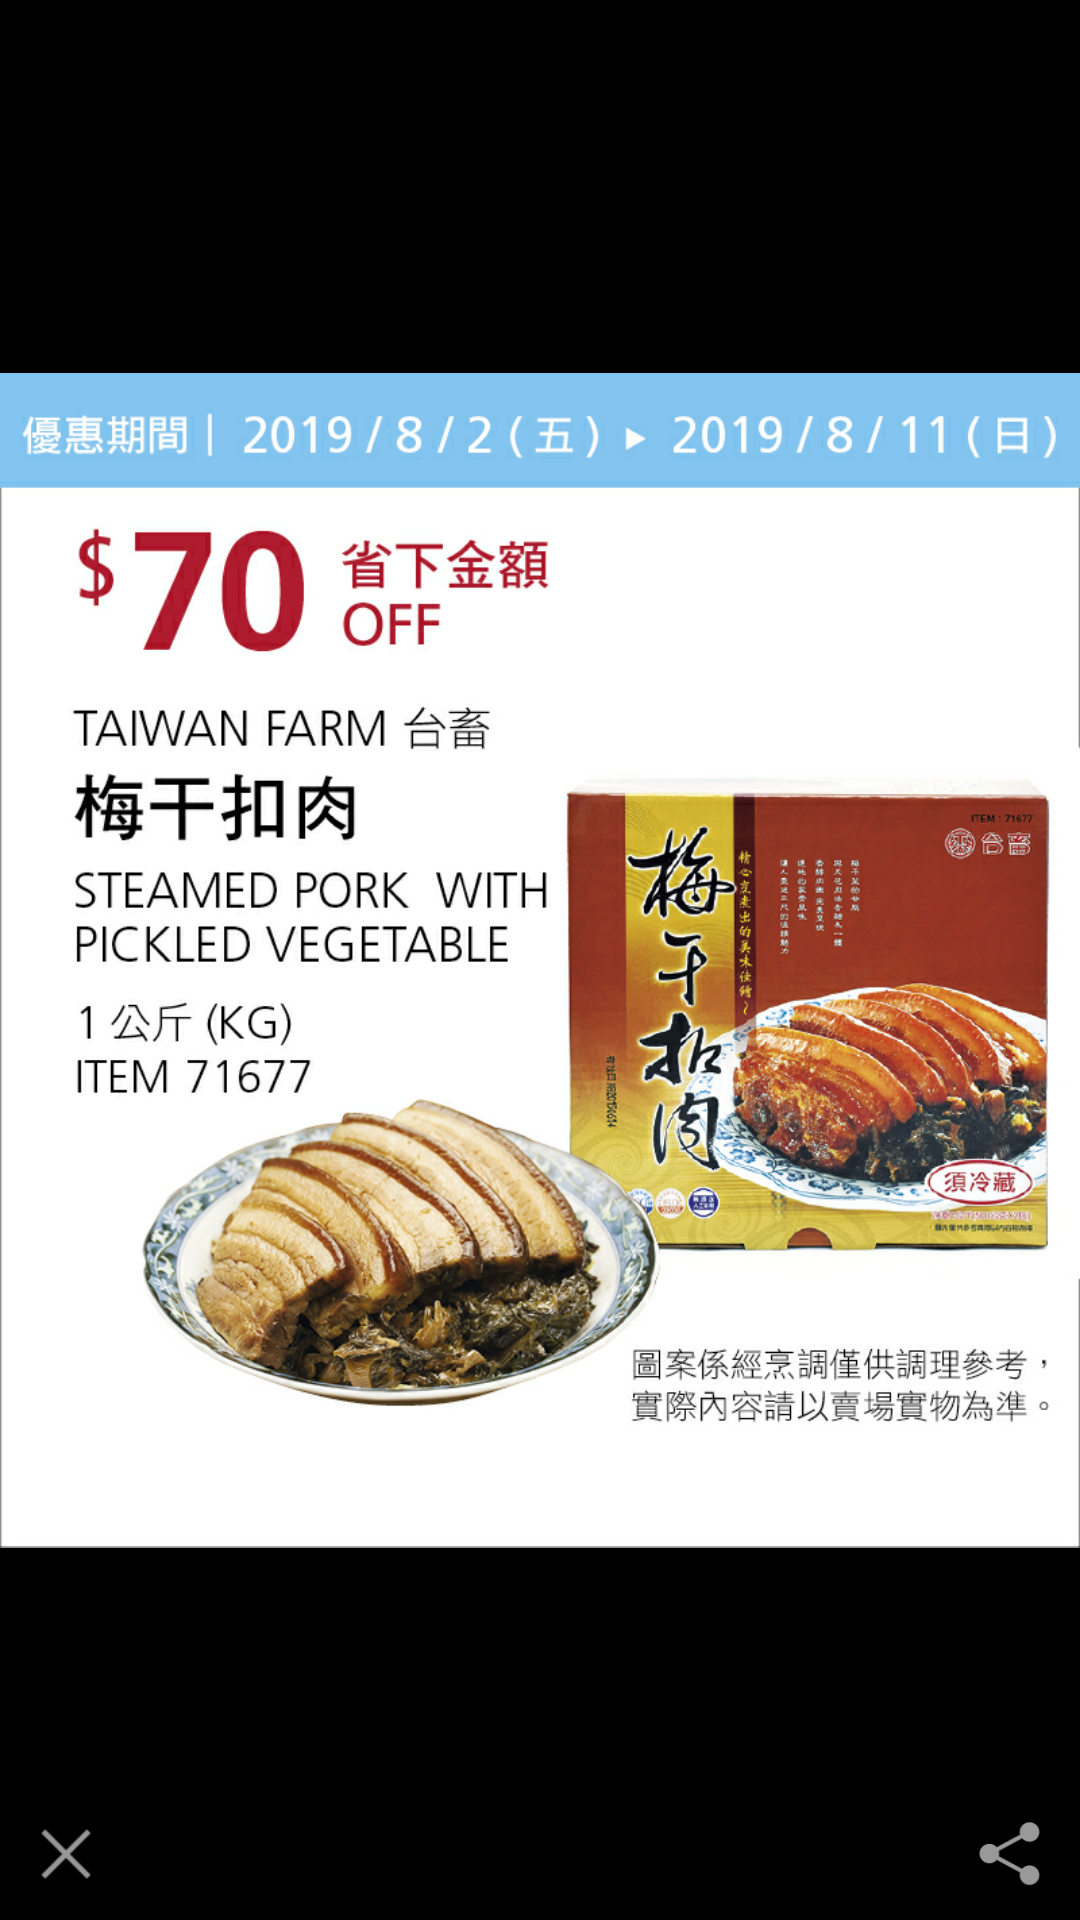 優惠期間｜ 2019 / 8 / 2 ( 五 ) ▶ 2019 / 8 / 11 ( 日 )
$70 省下金額
OFF
TAIWAN FARM 台畜
梅干扣肉
STEAMED PORK WITH
PICKLED VEGETABLE
1 公斤 (KG)
ITEM 71677
ITEM : 71677
台畜
梅干扣肉
須冷藏
圖案係經烹調僅供調理參考，
實際內容請以賣場實物為準。